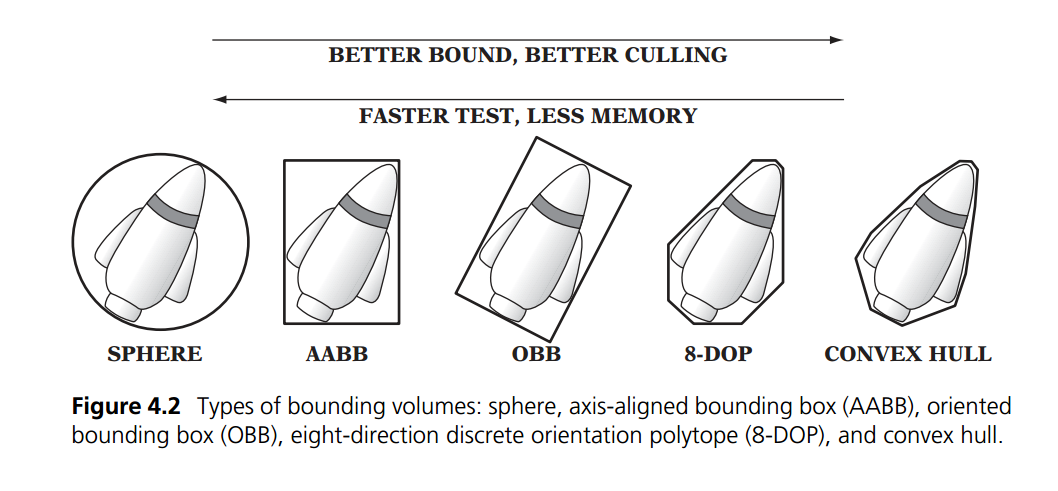 BETTER BOUND, BETTER CULLING
FASTER TEST, LESS MEMORY
SPHERE
AABB
OBB
8-DOP
CONVEX HULL
Figure 4.2 Types of bounding volumes: sphere, axis-aligned bounding box (AABB), oriented
bounding box (OBB), eight-direction discrete orientation polytope (8-DOP), and convex hull.